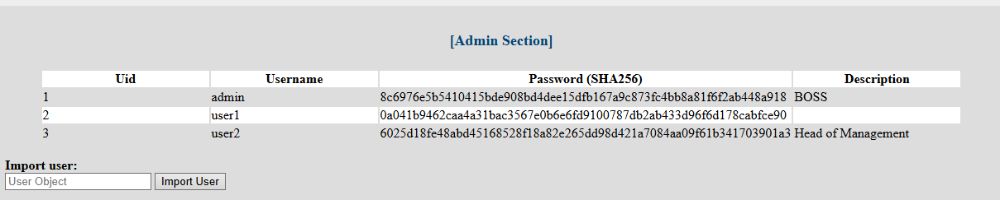 [Admin Section]
Uid Username Password (SHA256) Description
1 admin 8c6976e5b5410415bde908bd4dee15dfb167a9c873fc4bb8a81f6f2ab448a918 BOSS
2 user1 0a041b9462caa4a31bac3567e0b6e6fd9100787db2ab433d96f6d178cabfce90
3 user2 6025d18fe48abd45168528f18a82e265dd98d421a7084aa09f61b341703901a3 Head of Management
Import user:
User Object Import User